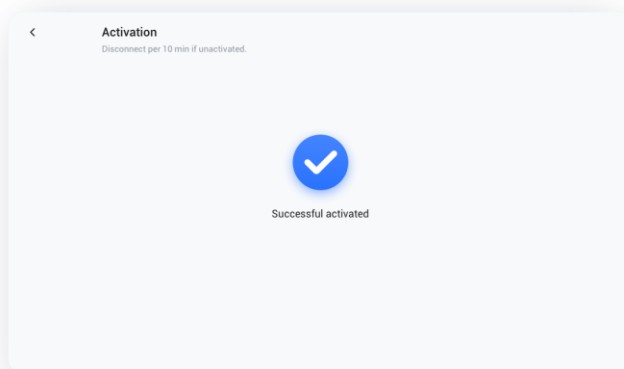 Activation
Disconnect per 10 min if unactivated.
Successful activated